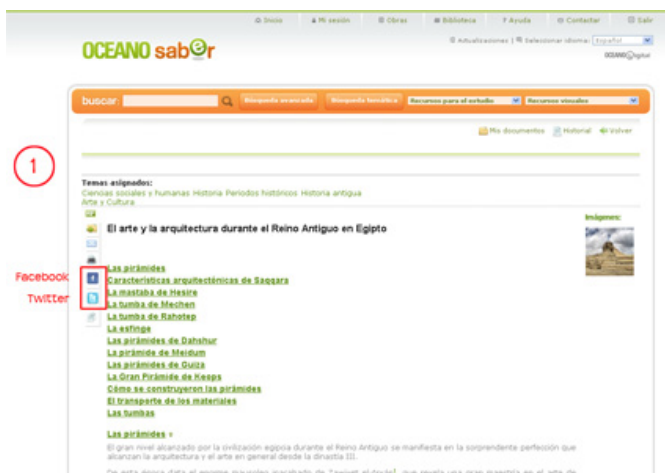 Inicio Mi sesión Obras Biblioteca Ayuda Contactar Salir
Actualizaciones | Seleccionar idioma: Español
OCEANO saber
OCEANO Digital
buscar: Búsqueda avanzada Búsqueda temática Recursos para el estudio Recursos visuales
Mis documentos Historial Volver
1
Temas asignados:
Ciencias sociales y humanas Historia Periodos históricos Historia antigua
Arte y Cultura
El arte y la arquitectura durante el Reino Antiguo en Egipto
Imágenes:
Las pirámides
Facebook
Características arquitectónicas de Saqqara
La mastaba de Hesire
Twitter
La tumba de Mechen
La tumba de Rahotep
La esfinge
Las pirámides de Dahshur
La pirámide de Meidum
Las pirámides de Guiza
La Gran Pirámide de Keops
Cómo se construyeron las pirámides
El transporte de los materiales
Las tumbas
Las pirámides
El gran nivel alcanzado por la civilización egipcia durante el Reino Antiguo se manifiesta en la sorprendente perfección que
alcanzan la arquitectura y el arte en general desde la dinastía III.